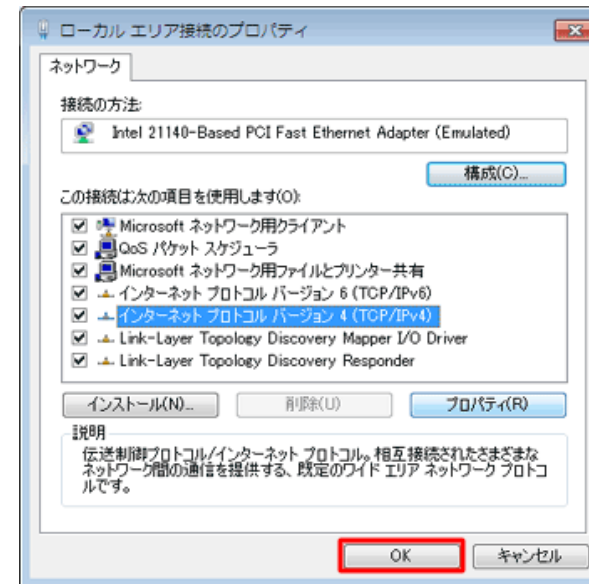 ローカル エリア接続のプロパティ
ネットワーク
接続の方法:
Intel 21140-Based PCI Fast Ethernet Adapter (Emulated)
構成(C)...
この接続は次の項目を使用します(O):
Microsoft ネットワーク用クライアント
QoS パケット スケジューラ
Microsoft ネットワーク用ファイルとプリンター共有
インターネット プロトコル バージョン 6 (TCP/IPv6)
インターネット プロトコル バージョン 4 (TCP/IPv4)
Link-Layer Topology Discovery Mapper I/O Driver
Link-Layer Topology Discovery Responder
インストール(N)... 削除(U) プロパティ(R)
説明
伝送制御プロトコル/インターネット プロトコル。相互接続されたさまざまな
ネットワーク間の通信を提供する、既定のワイド エリア ネットワーク プロトコ
ルです。
OK キャンセル